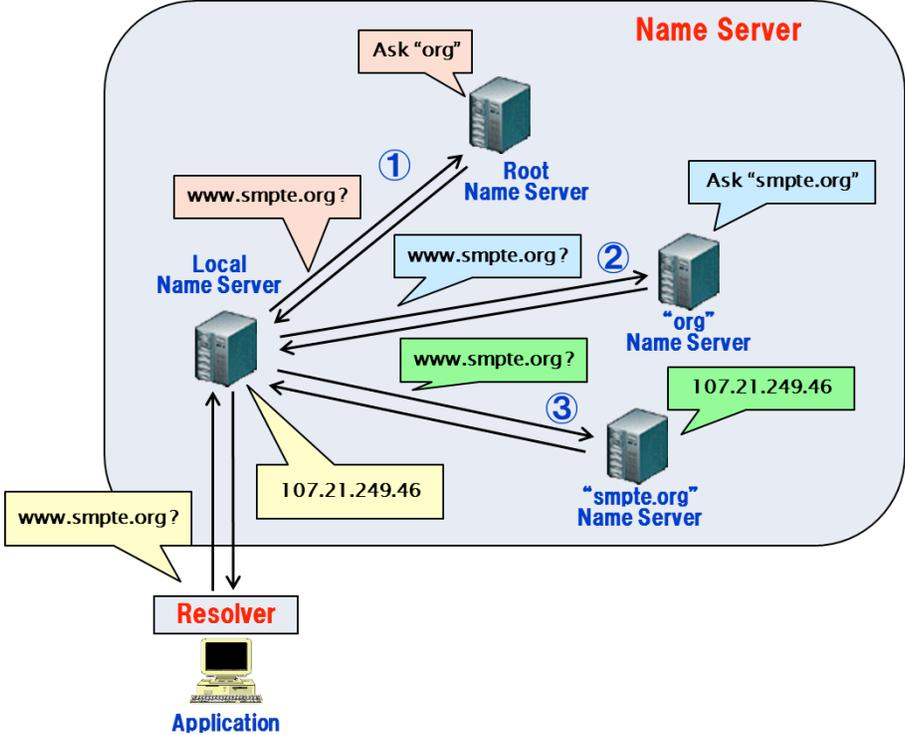 Name Server
Ask “org”
①
Root
Name Server
www.smpte.org?
Ask “smpte.org”
Local
Name Server
www.smpte.org?
②
“org”
Name Server
www.smpte.org?
107.21.249.46
③
107.21.249.46
“smpte.org”
Name Server
www.smpte.org?
Resolver
Application